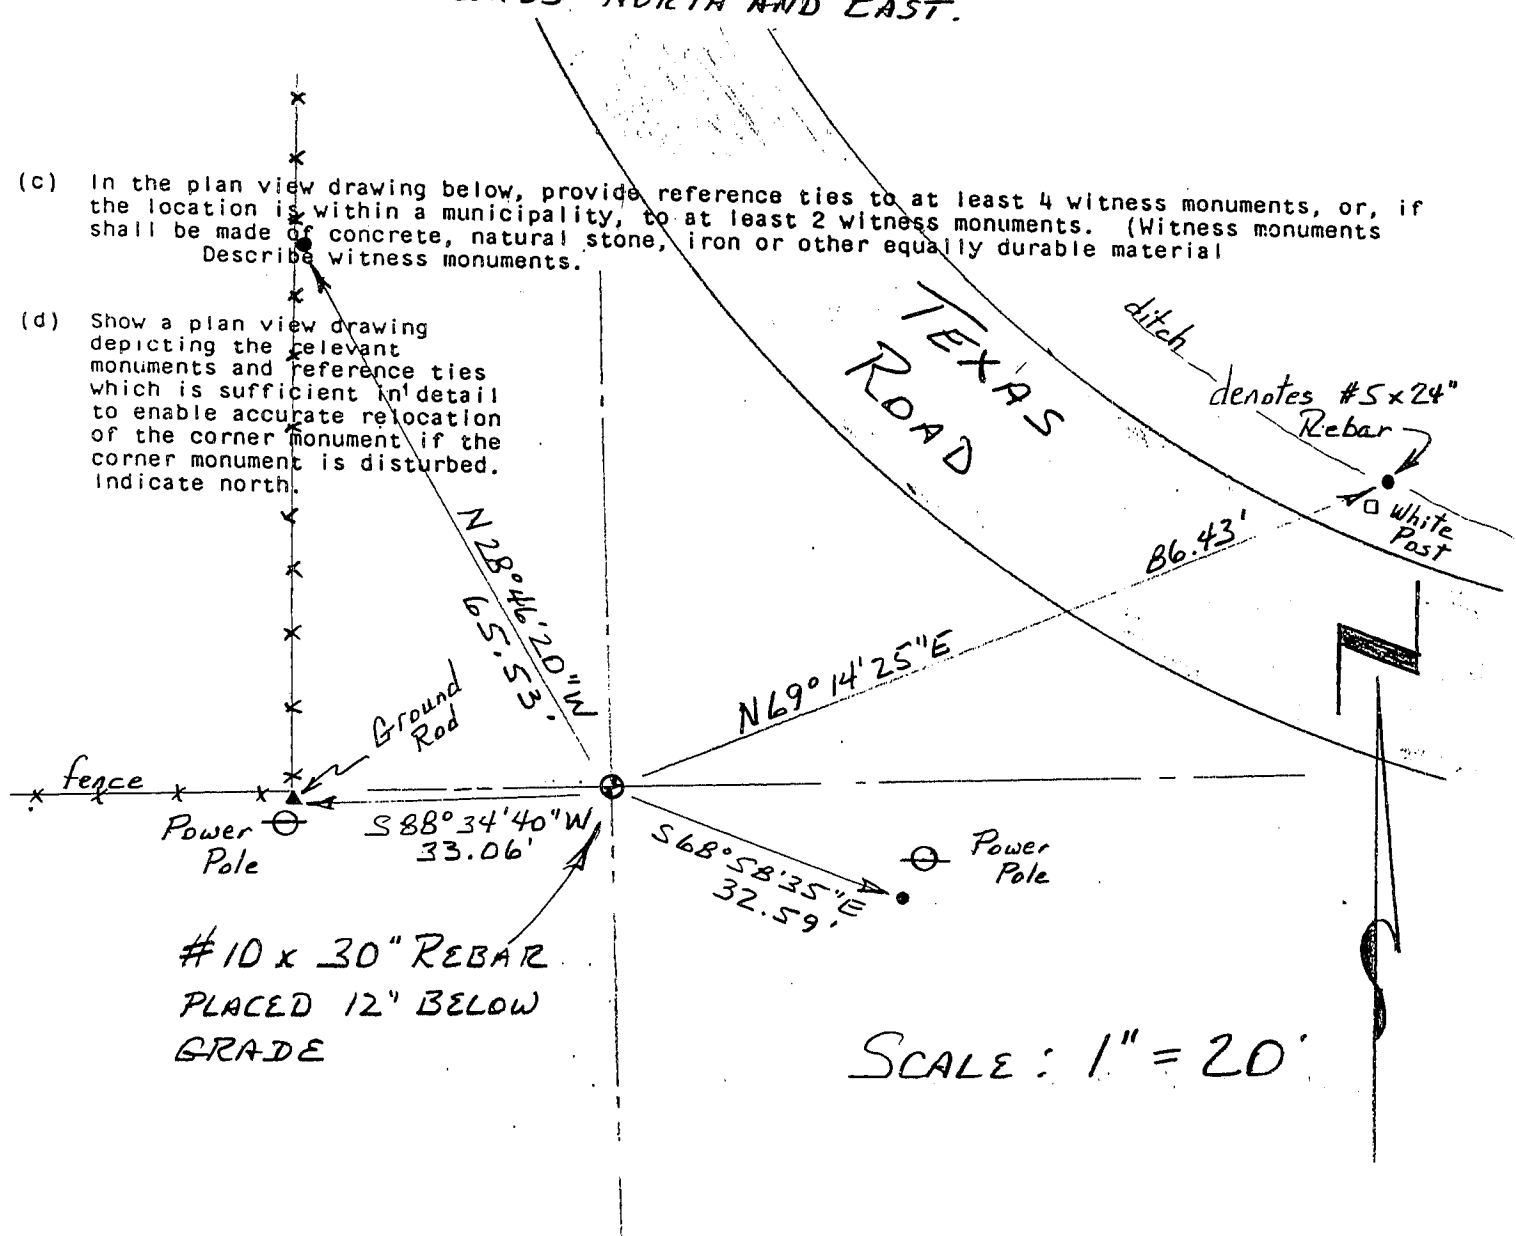 NORTH AND EAST.
(c) In the plan view drawing below, provide reference ties to at least 4 witness monuments, or, if
the location is within a municipality, to at least 2 witness monuments. (Witness monuments
shall be made of concrete, natural stone, iron or other equally durable material
Describe witness monuments.
(d) Show a plan view drawing
depicting the relevant
monuments and reference ties
which is sufficient in detail
to enable accurate relocation
of the corner monument if the
corner monument is disturbed.
Indicate north.
TEXAS
ROAD
ditch
denotes #5 x 24"
Rebar
White
Post
86.43'
N 69° 14' 25" E
N 28° 46' 20" W
65.53'
Ground
Rod
fence
Power
Pole
S 88° 34' 40" W
33.06'
S 68° 58' 35" E
32.59'
Power
Pole
#10 x 30" REBAR
PLACED 12" BELOW
GRADE
SCALE: 1" = 20'